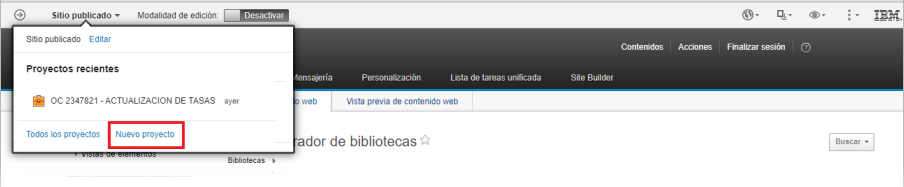 Sitio publicado Modalidad de edición: Desactivar IBM
Sitio publicado Editar
Contenidos Acciones Finalizar sesión
Proyectos recientes
Mensajería Personalización Lista de tareas unificada Site Builder
OC 2347821 - ACTUALIZACION DE TASAS ayer
o web Vista previa de contenido web
Todos los proyectos Nuevo proyecto
rador de bibliotecas Buscar
Vistas de elementos
Bibliotecas